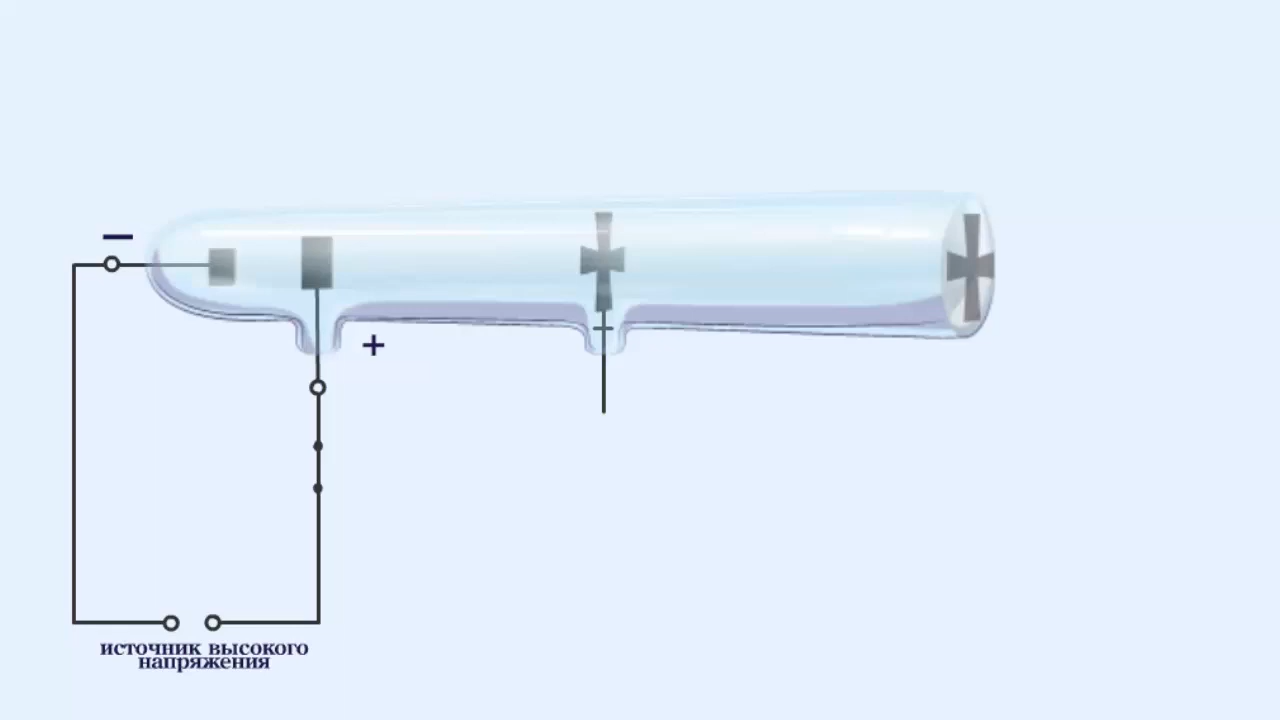 −
+
источник высокого
напряжения